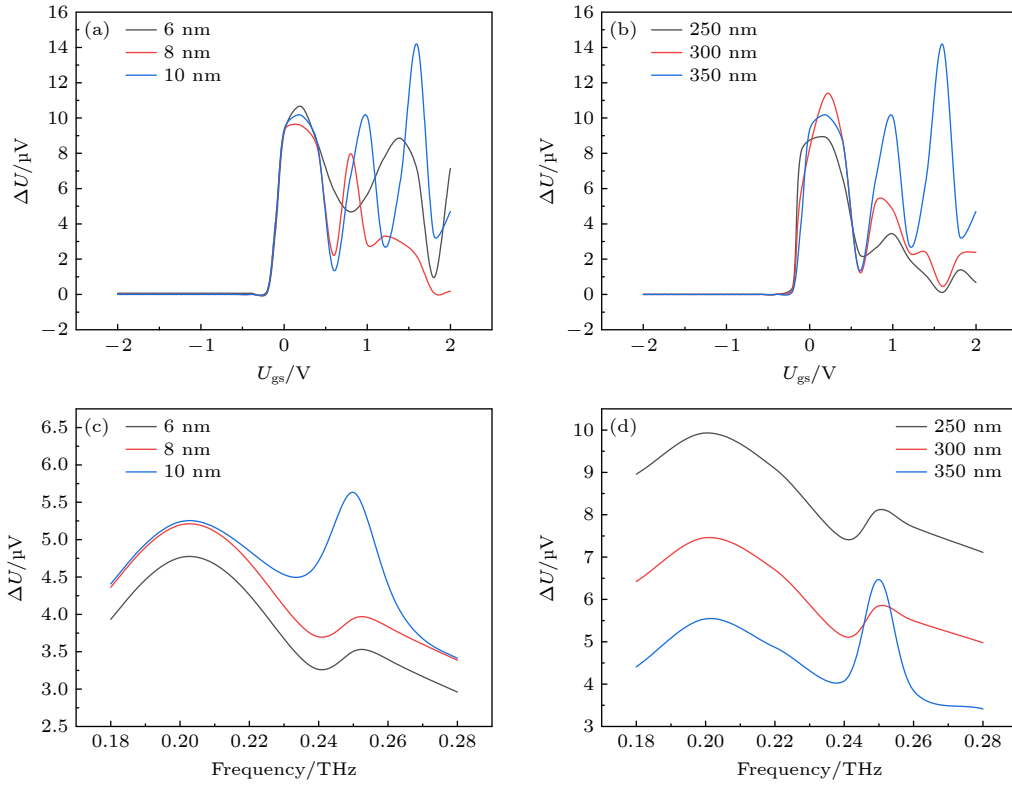 (a)
6 nm
8 nm
10 nm
16
14
12
10
8
6
4
2
0
−2
ΔU/µV
−2
−1
0
1
2
Ugs/V
(b)
250 nm
300 nm
350 nm
16
14
12
10
8
6
4
2
0
−2
ΔU/µV
−2
−1
0
1
2
Ugs/V
(c)
6 nm
8 nm
10 nm
6.5
6.0
5.5
5.0
4.5
4.0
3.5
3.0
2.5
ΔU/µV
0.18
0.20
0.22
0.24
0.26
0.28
Frequency/THz
(d)
250 nm
300 nm
350 nm
10
9
8
7
6
5
4
3
ΔU/µV
0.18
0.20
0.22
0.24
0.26
0.28
Frequency/THz